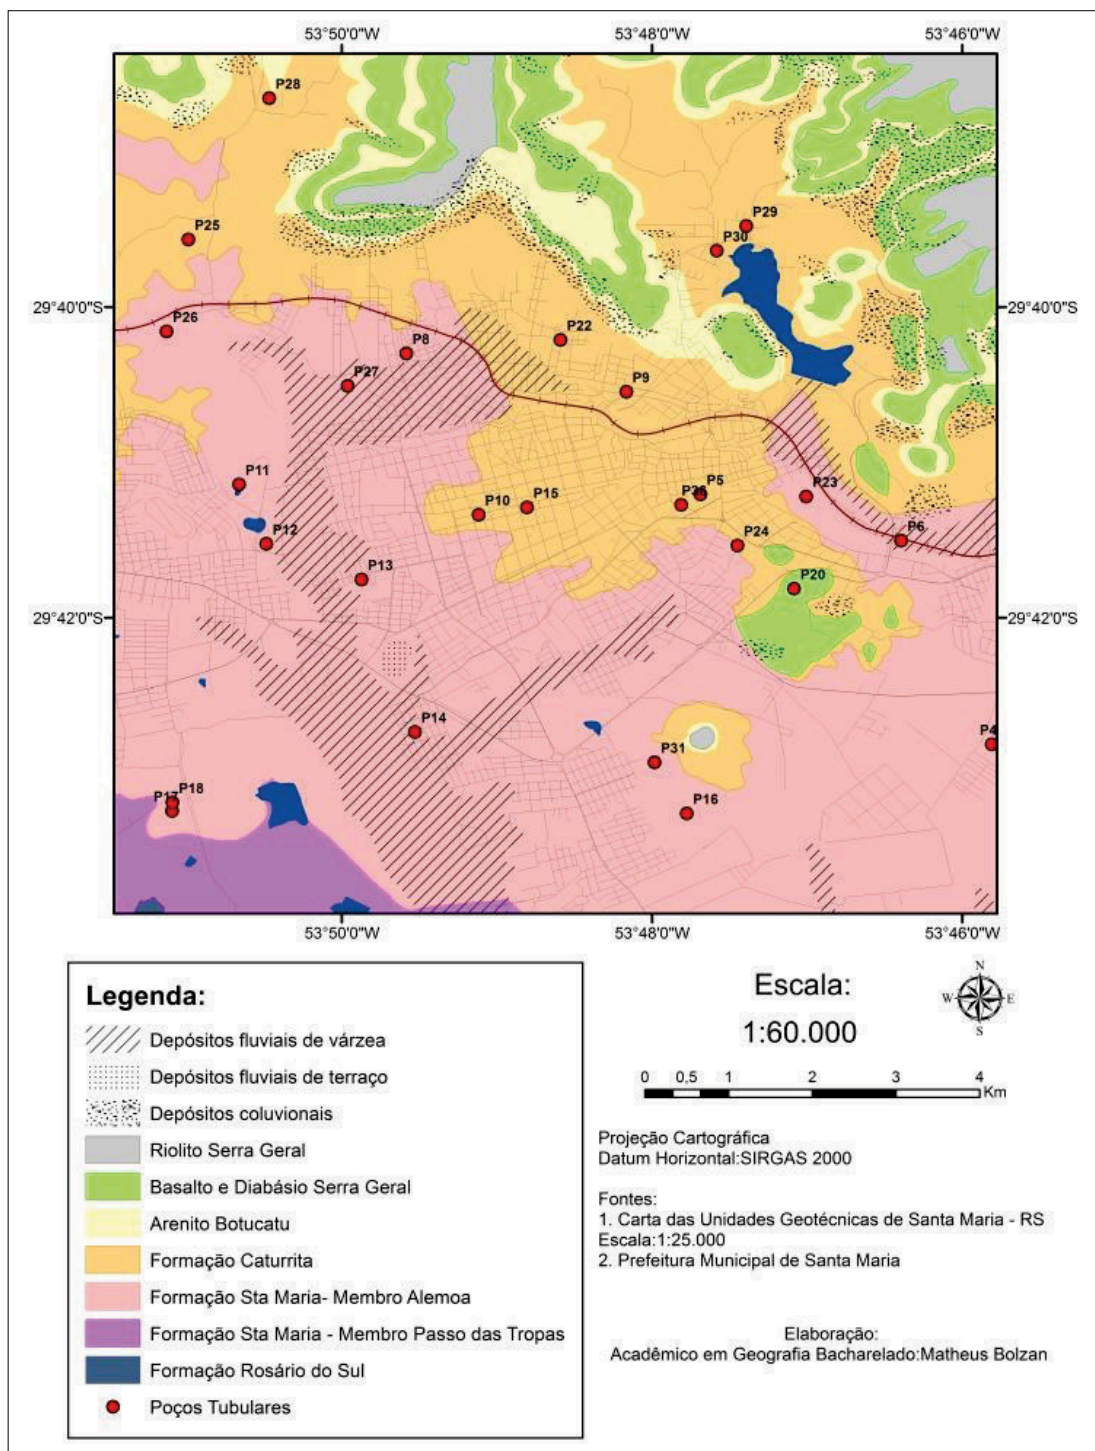 53°50'0"W 53°48'0"W 53°46'0"W
P28
P29
P25
P30
29°40'0"S 29°40'0"S
P26
P22
P8
P27
P9
P11
P5
P23
P10 P15
P12
P24
P6
P13
P20
29°42'0"S 29°42'0"S
P14
P4
P31
P18
P17
P16
53°50'0"W 53°48'0"W 53°46'0"W
Legenda:
Depósitos fluviais de várzea
Depósitos fluviais de terraço
Depósitos coluvionais
Riolito Serra Geral
Basalto e Diabásio Serra Geral
Arenito Botucatu
Formação Caturrita
Formação Sta Maria- Membro Alemoa
Formação Sta Maria - Membro Passo das Tropas
Formação Rosário do Sul
Poços Tubulares
Escala:
1:60.000
N
W E
S
0 0,5 1 2 3 4
Km
Projeção Cartográfica
Datum Horizontal:SIRGAS 2000
Fontes:
1. Carta das Unidades Geotécnicas de Santa Maria - RS
Escala:1:25.000
2. Prefeitura Municipal de Santa Maria
Elaboração:
Acadêmico em Geografia Bacharelado:Matheus Bolzan